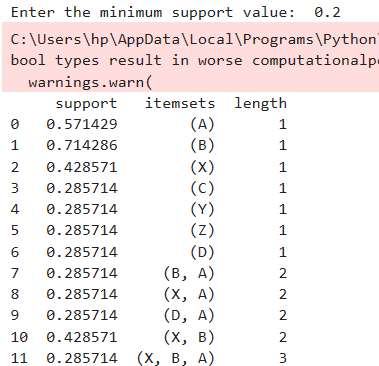 Enter the minimum support value:  0.2
C:\Users\hp\AppData\Local\Programs\Python
bool types result in worse computationalp
  warnings.warn(
     support   itemsets  length
0   0.571429        (A)       1
1   0.714286        (B)       1
2   0.428571        (X)       1
3   0.285714        (C)       1
4   0.285714        (Y)       1
5   0.285714        (Z)       1
6   0.285714        (D)       1
7   0.285714     (B, A)       2
8   0.285714     (X, A)       2
9   0.285714     (D, A)       2
10  0.428571     (X, B)       2
11  0.285714  (X, B, A)       3